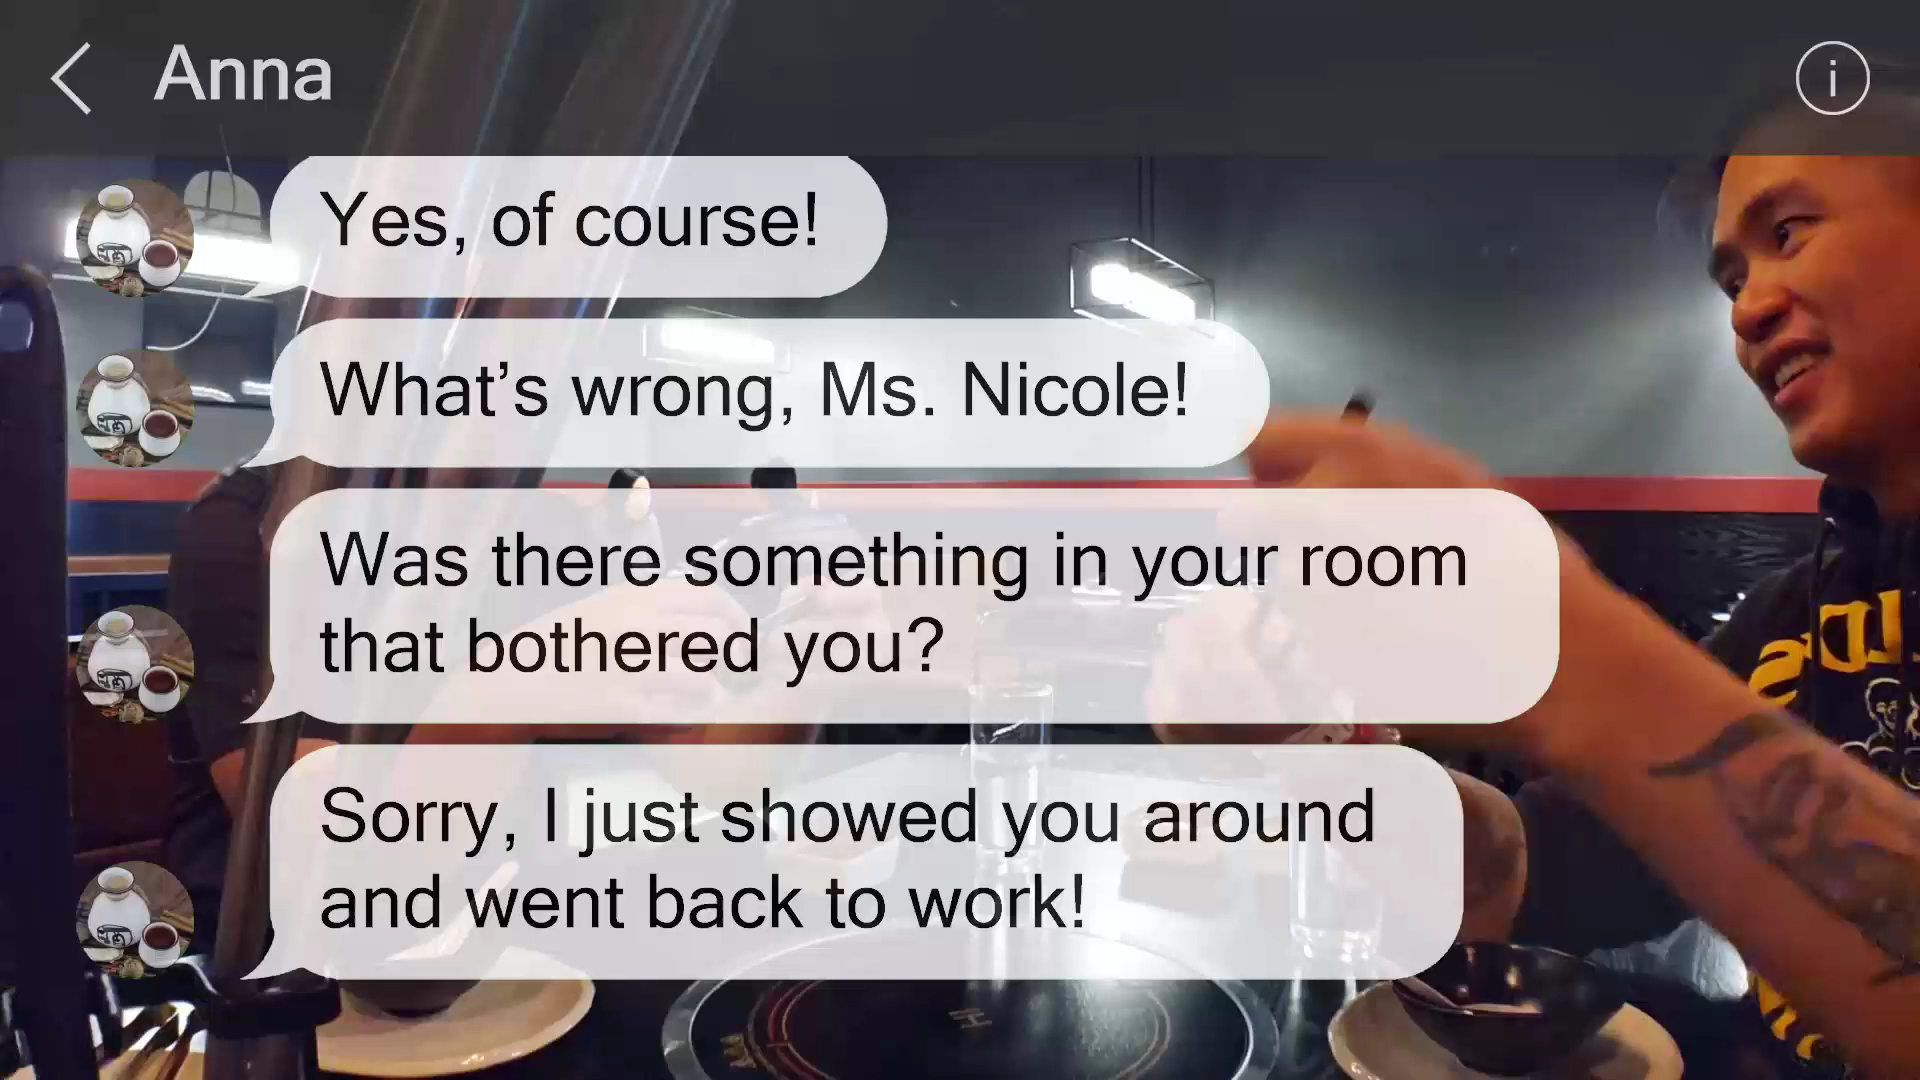 Anna
Yes, of course!
What’s wrong, Ms. Nicole!
Was there something in your room
that bothered you?
Sorry, I just showed you around
and went back to work!